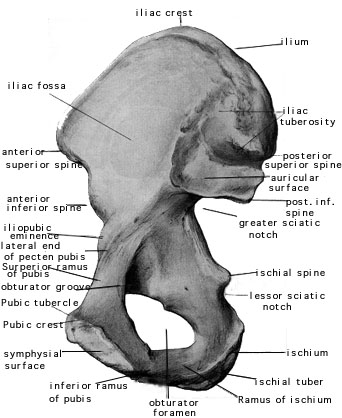 iliac crest
ilium
iliac fossa
iliac
tuberosity
anterior
superior spine
posterior
superior spine
auricular
surface
anterior
inferior spine
post. inf.
spine
greater sciatic
notch
iliopubic
eminence
lateral end
of pecten pubis
Surperior ramus
of pubis
ischial spine
obturator groove
lessor sciatic
notch
Pubic tubercle
Pubic crest
symphysial
surface
ischium
inferior ramus
of pubis
ischial tuber
obturator
foramen
Ramus of ischium